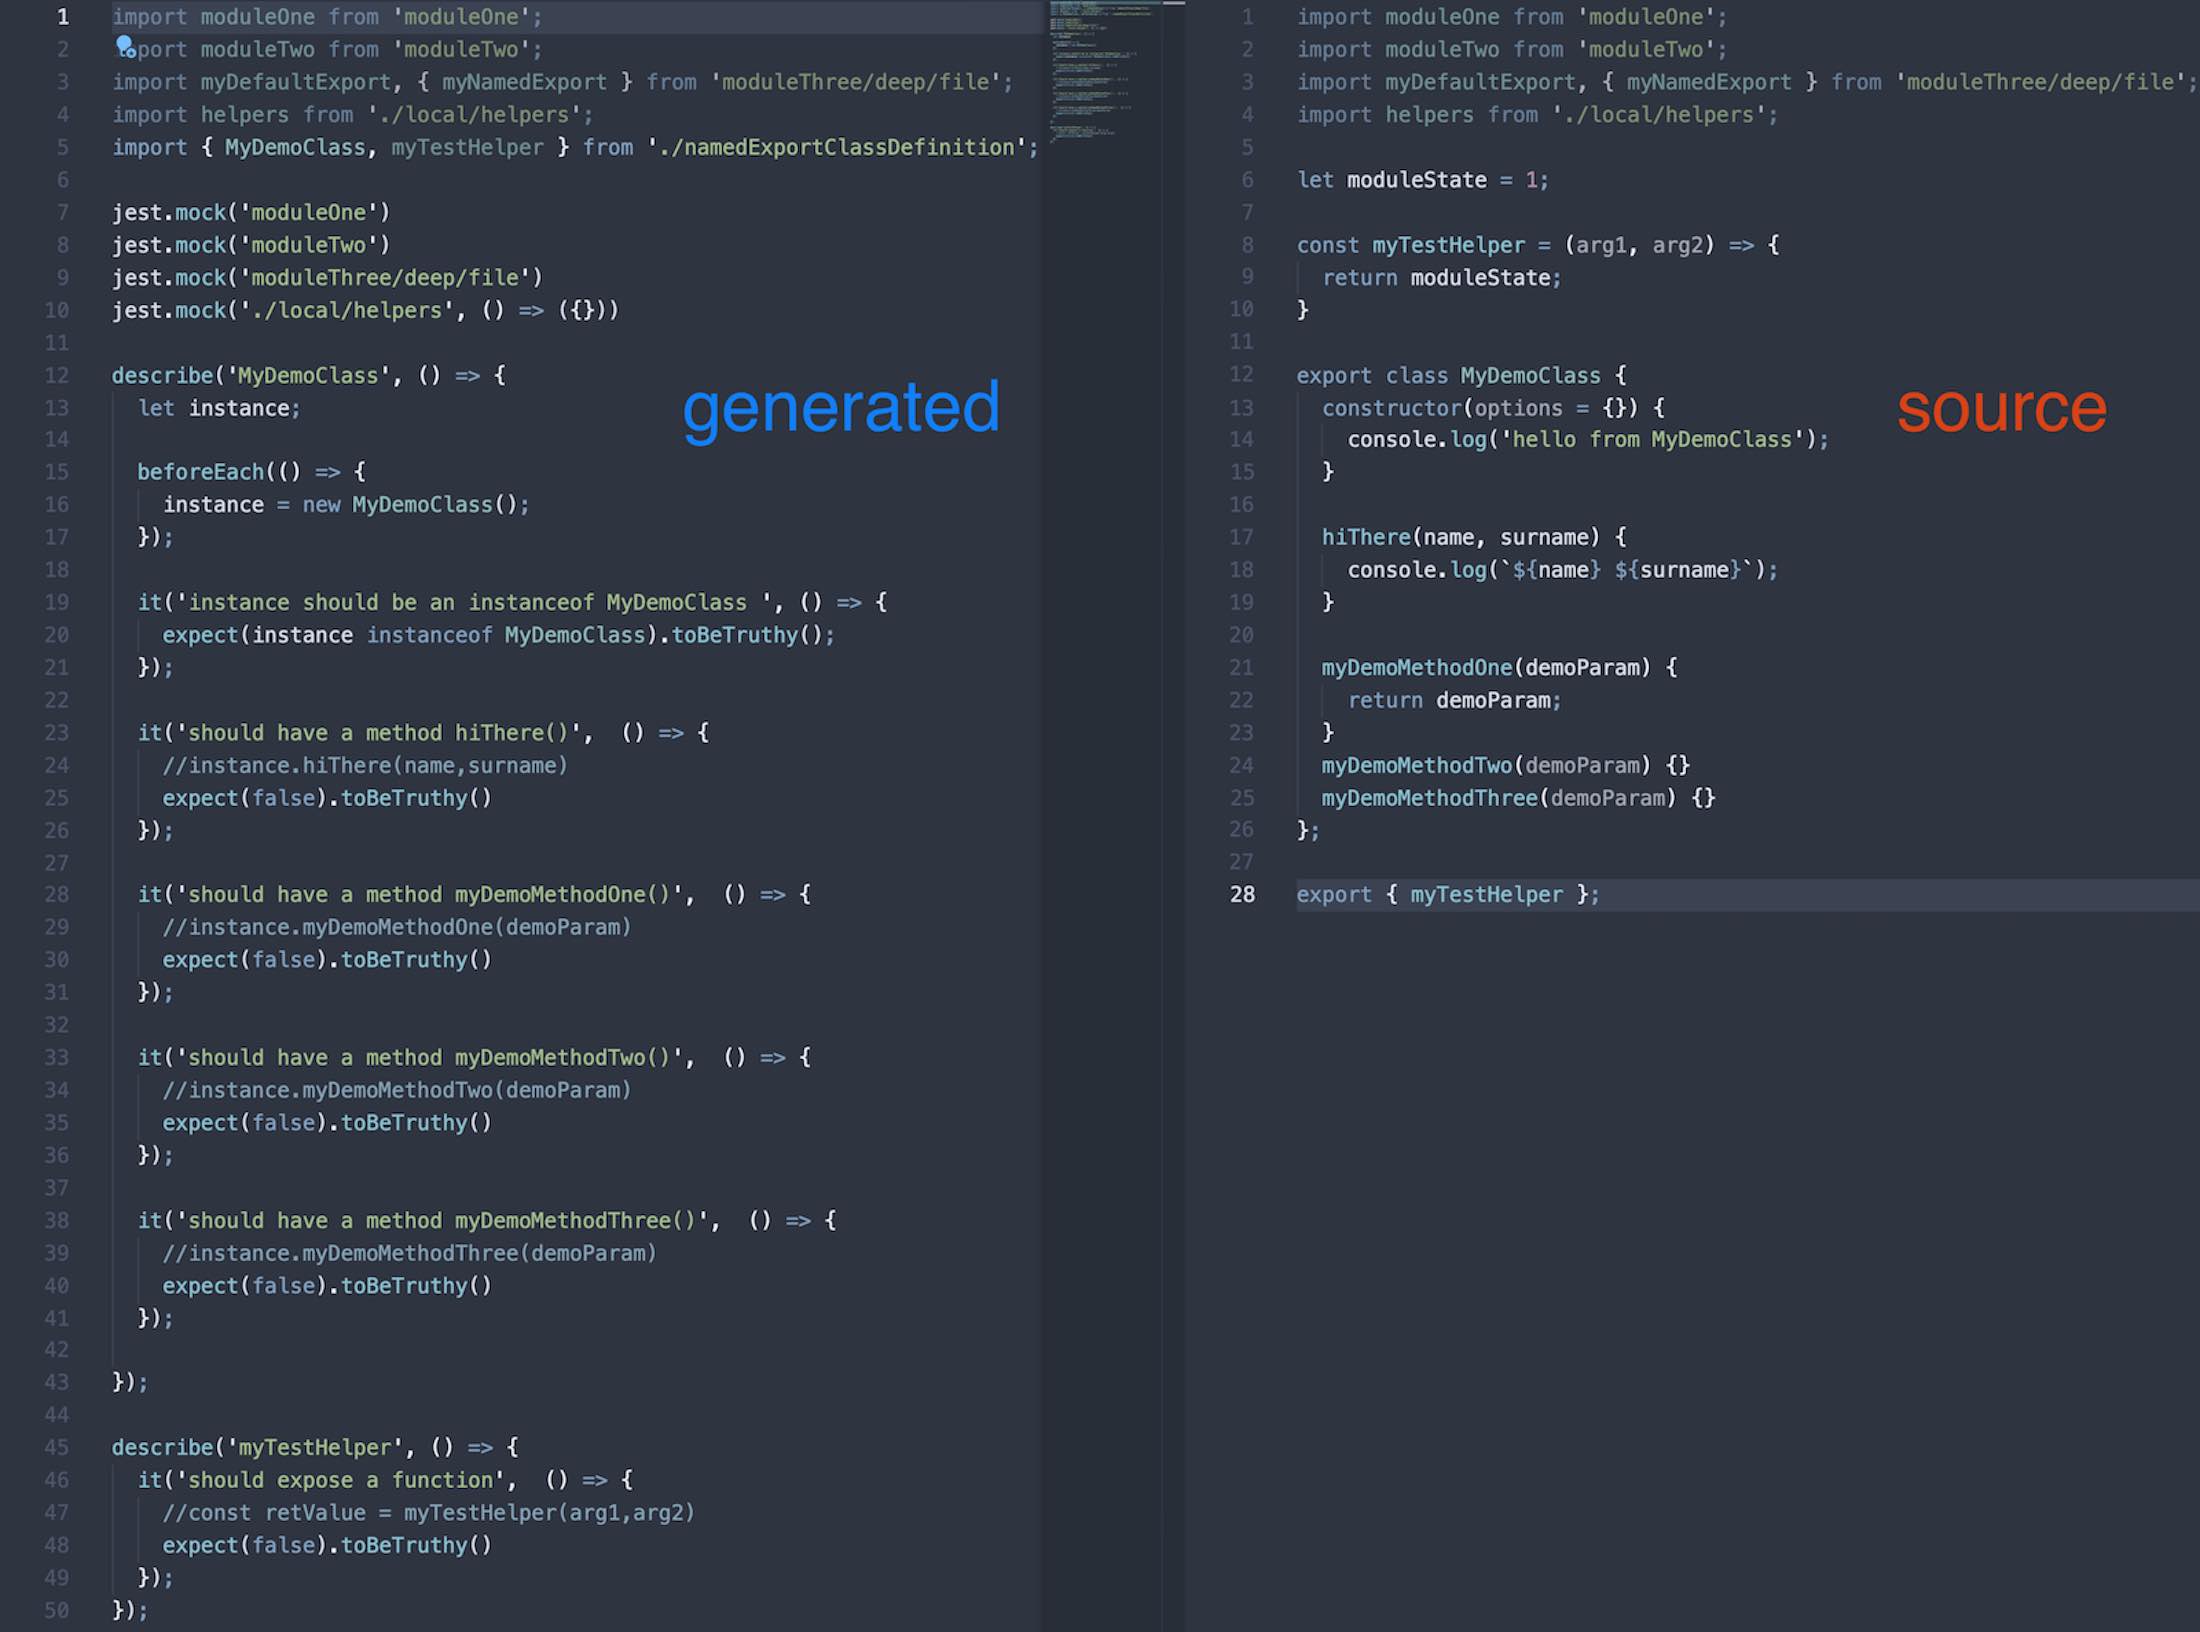 1 import moduleOne from 'moduleOne';
2 port moduleTwo from 'moduleTwo';
3 import myDefaultExport, { myNamedExport } from 'moduleThree/deep/file';
4 import helpers from './local/helpers';
5 import { MyDemoClass, myTestHelper } from './namedExportClassDefinition';
6
7 jest.mock('moduleOne')
8 jest.mock('moduleTwo')
9 jest.mock('moduleThree/deep/file')
10 jest.mock('./local/helpers', () => ({}))
11
12 describe('MyDemoClass', () => {
13 let instance;
14
15 beforeEach(() => {
16 instance = new MyDemoClass();
17 });
18
19 it('instance should be an instanceof MyDemoClass ', () => {
20 expect(instance instanceof MyDemoClass).toBeTruthy();
21 });
22
23 it('should have a method hiThere()',  () => {
24 //instance.hiThere(name,surname)
25 expect(false).toBeTruthy()
26 });
27
28 it('should have a method myDemoMethodOne()',  () => {
29 //instance.myDemoMethodOne(demoParam)
30 expect(false).toBeTruthy()
31 });
32
33 it('should have a method myDemoMethodTwo()',  () => {
34 //instance.myDemoMethodTwo(demoParam)
35 expect(false).toBeTruthy()
36 });
37
38 it('should have a method myDemoMethodThree()',  () => {
39 //instance.myDemoMethodThree(demoParam)
40 expect(false).toBeTruthy()
41 });
42
43 });
44
45 describe('myTestHelper', () => {
46 it('should expose a function',  () => {
47 //const retValue = myTestHelper(arg1,arg2)
48 expect(false).toBeTruthy()
49 });
50 });
generated
1 import moduleOne from 'moduleOne';
2 import moduleTwo from 'moduleTwo';
3 import myDefaultExport, { myNamedExport } from 'moduleThree/deep/file';
4 import helpers from './local/helpers';
5
6 let moduleState = 1;
7
8 const myTestHelper = (arg1, arg2) => {
9 return moduleState;
10 }
11
12 export class MyDemoClass {
13 constructor(options = {}) {
14 console.log('hello from MyDemoClass');
15 }
16
17 hiThere(name, surname) {
18 console.log(`${name} ${surname}`);
19 }
20
21 myDemoMethodOne(demoParam) {
22 return demoParam;
23 }
24 myDemoMethodTwo(demoParam) {}
25 myDemoMethodThree(demoParam) {}
26 };
27
28 export { myTestHelper };
source